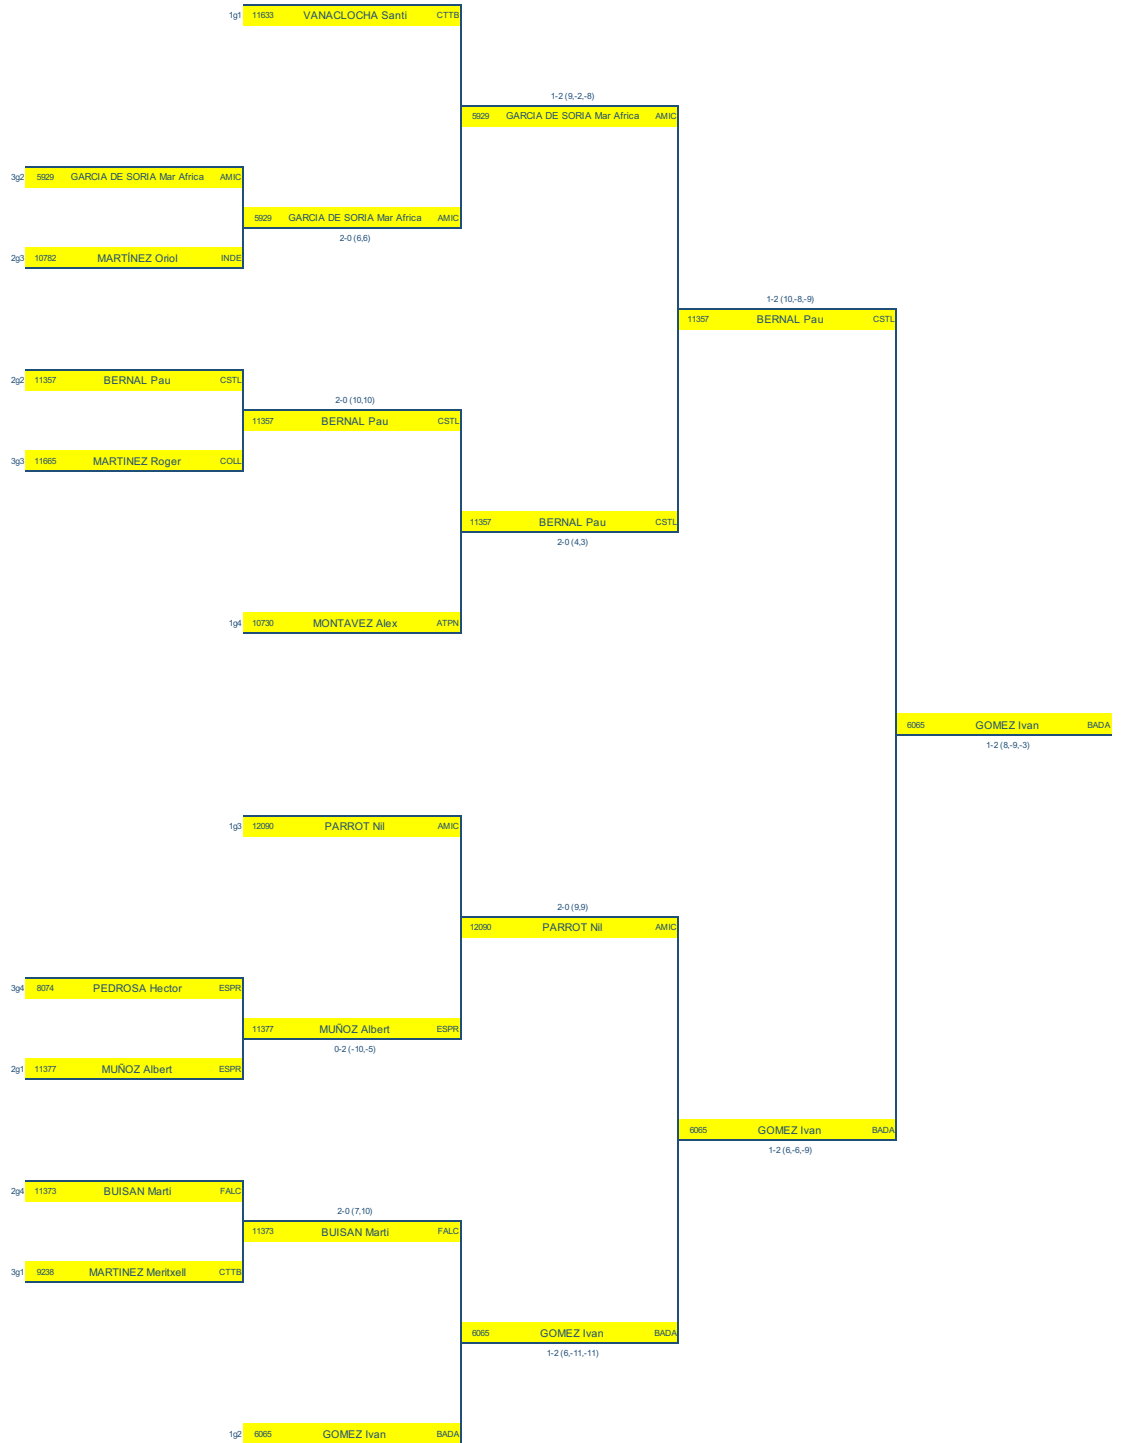 1g1 11633 VANACLOCHA Santi CTTB
1-2 (9,-2,-8)
5929 GARCIA DE SORIA Mar Africa AMIC
3g2 5929 GARCIA DE SORIA Mar Africa AMIC
5929 GARCIA DE SORIA Mar Africa AMIC
2-0 (6,6)
2g3 10782 MARTÍNEZ Oriol INDE
1-2 (10,-8,-9)
11357 BERNAL Pau CSTL
2g2 11357 BERNAL Pau CSTL
2-0 (10,10)
11357 BERNAL Pau CSTL
3g3 11665 MARTINEZ Roger COLL
11357 BERNAL Pau CSTL
2-0 (4,3)
1g4 10730 MONTAVEZ Alex ATPN
6065 GOMEZ Ivan BADA
1-2 (8,-9,-3)
1g3 12090 PARROT Nil AMIC
2-0 (9,9)
12090 PARROT Nil AMIC
3g4 8074 PEDROSA Hector ESPR
11377 MUÑOZ Albert ESPR
0-2 (-10,-5)
2g1 11377 MUÑOZ Albert ESPR
6065 GOMEZ Ivan BADA
1-2 (6,-6,-9)
2g4 11373 BUISAN Marti FALC
2-0 (7,10)
11373 BUISAN Marti FALC
3g1 9238 MARTINEZ Meritxell CTTB
6065 GOMEZ Ivan BADA
1-2 (6,-11,-11)
1g2 6065 GOMEZ Ivan BADA